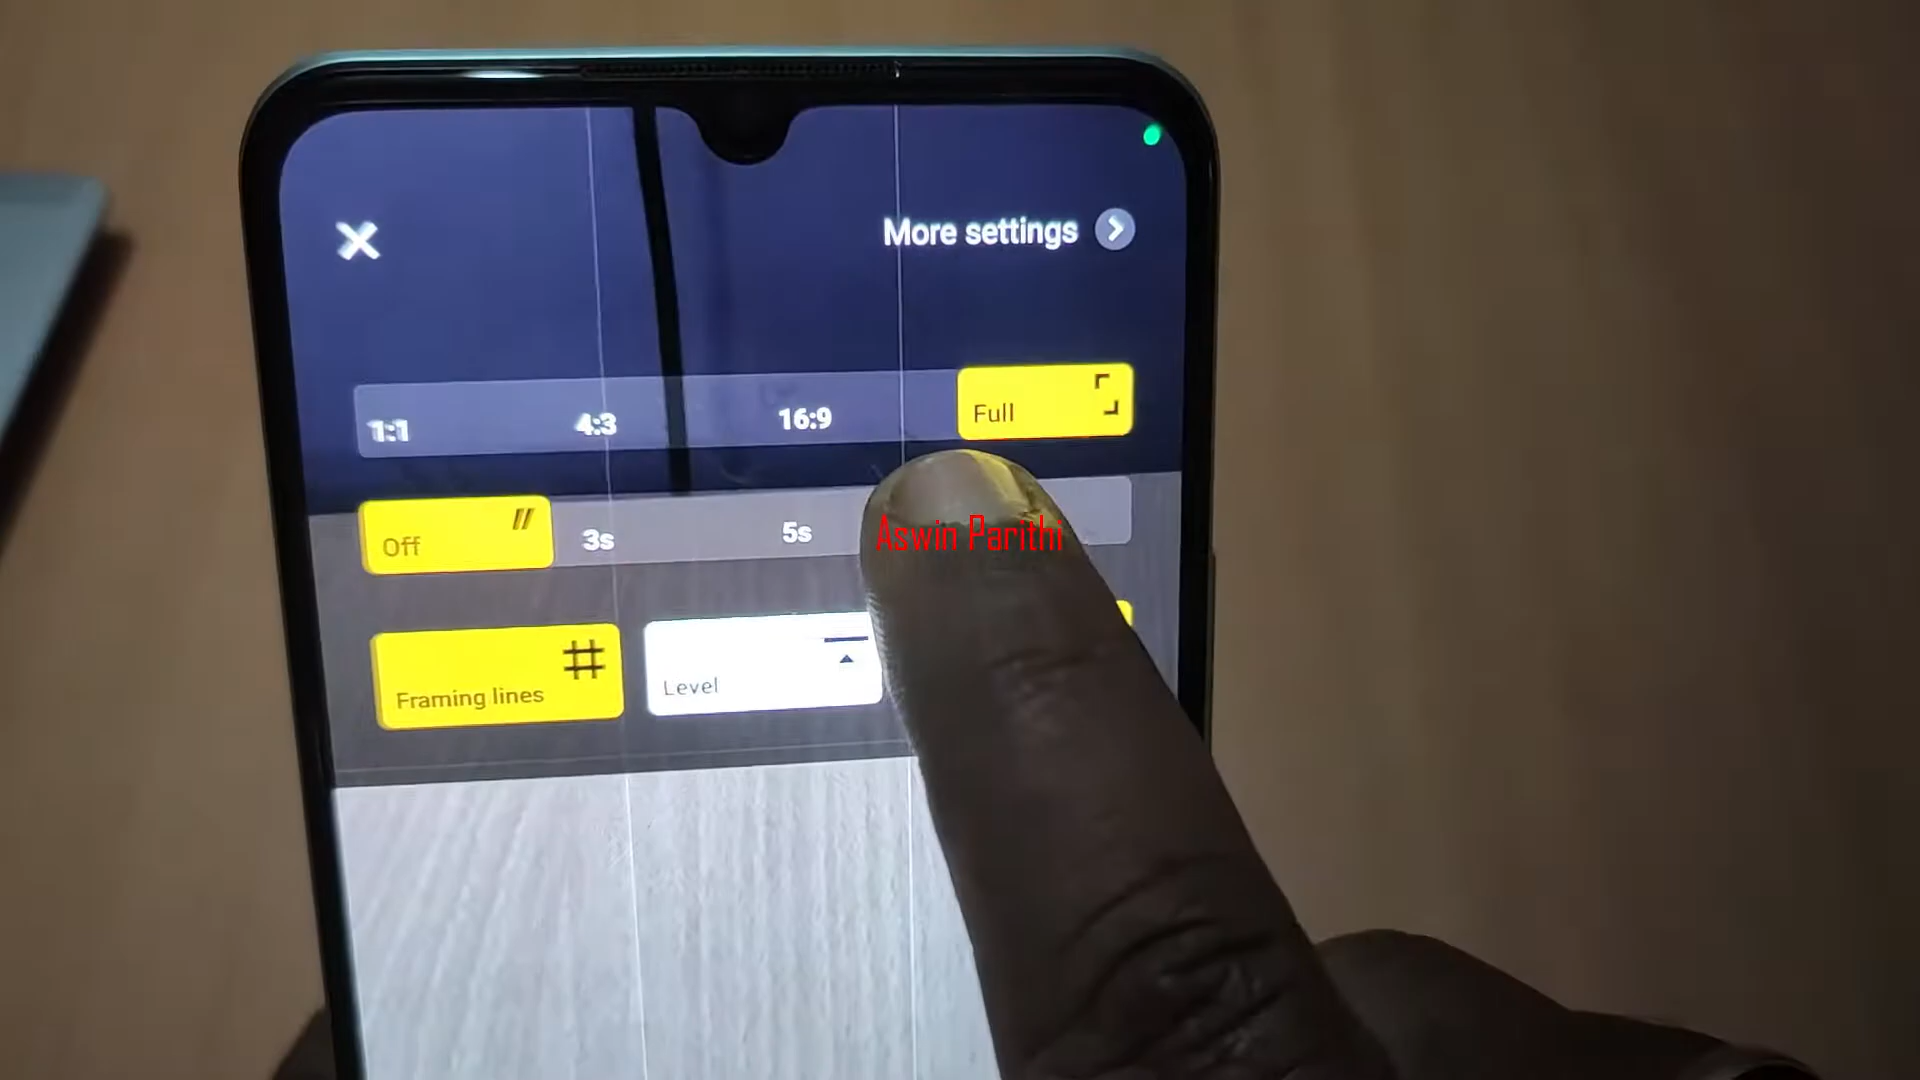 More settings
1:1 4:3 16:9 Full
Off 3s 5s
Aswin Parithi
Framing lines Level